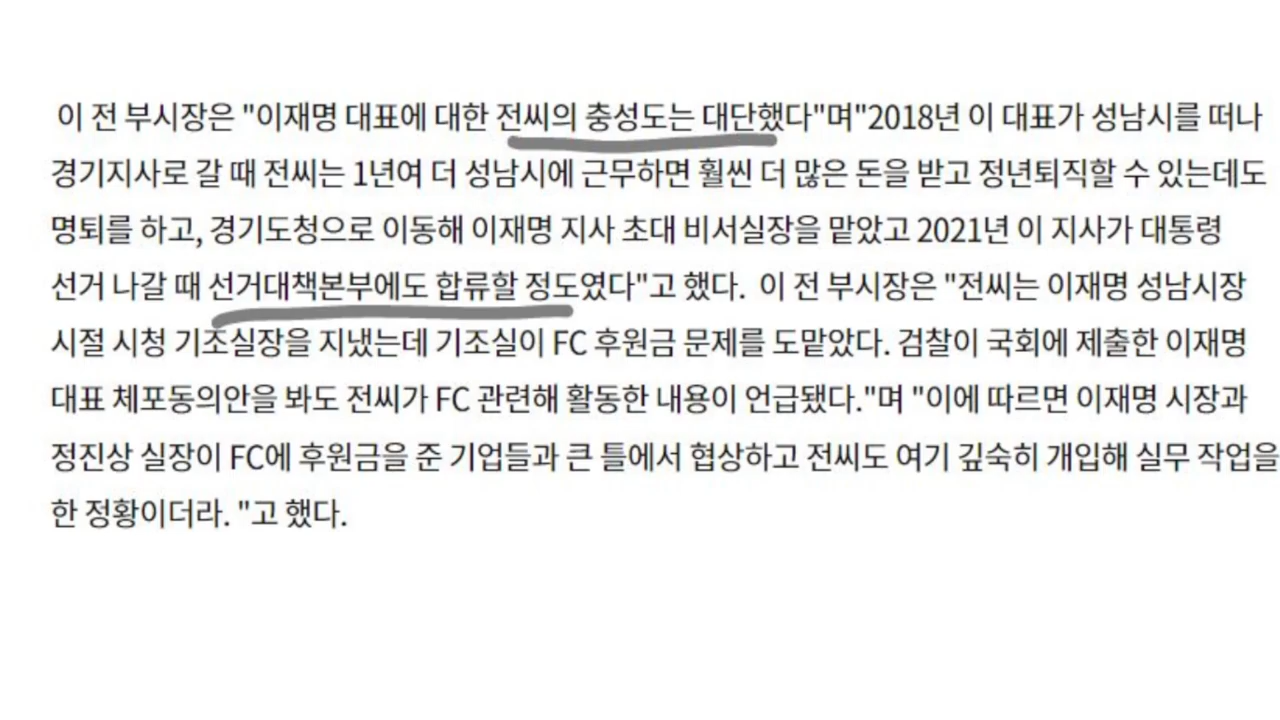 이 전 부시장은 "이재명 대표에 대한 전씨의 충성도는 대단했다"며"2018년 이 대표가 성남시를 떠나
경기지사로 갈 때 전씨는 1년여 더 성남시에 근무하면 훨씬 더 많은 돈을 받고 정년퇴직할 수 있는데도
명퇴를 하고, 경기도청으로 이동해 이재명 지사 초대 비서실장을 맡았고 2021년 이 지사가 대통령
선거 나갈 때 선거대책본부에도 합류할 정도였다"고 했다. 이 전 부시장은 "전씨는 이재명 성남시장
시절 시청 기조실장을 지냈는데 기조실이 FC 후원금 문제를 도맡았다. 검찰이 국회에 제출한 이재명
대표 체포동의안을 봐도 전씨가 FC 관련해 활동한 내용이 언급됐다."며 "이에 따르면 이재명 시장과
정진상 실장이 FC에 후원금을 준 기업들과 큰 틀에서 협상하고 전씨도 여기 깊숙히 개입해 실무 작업을
한 정황이더라. "고 했다.